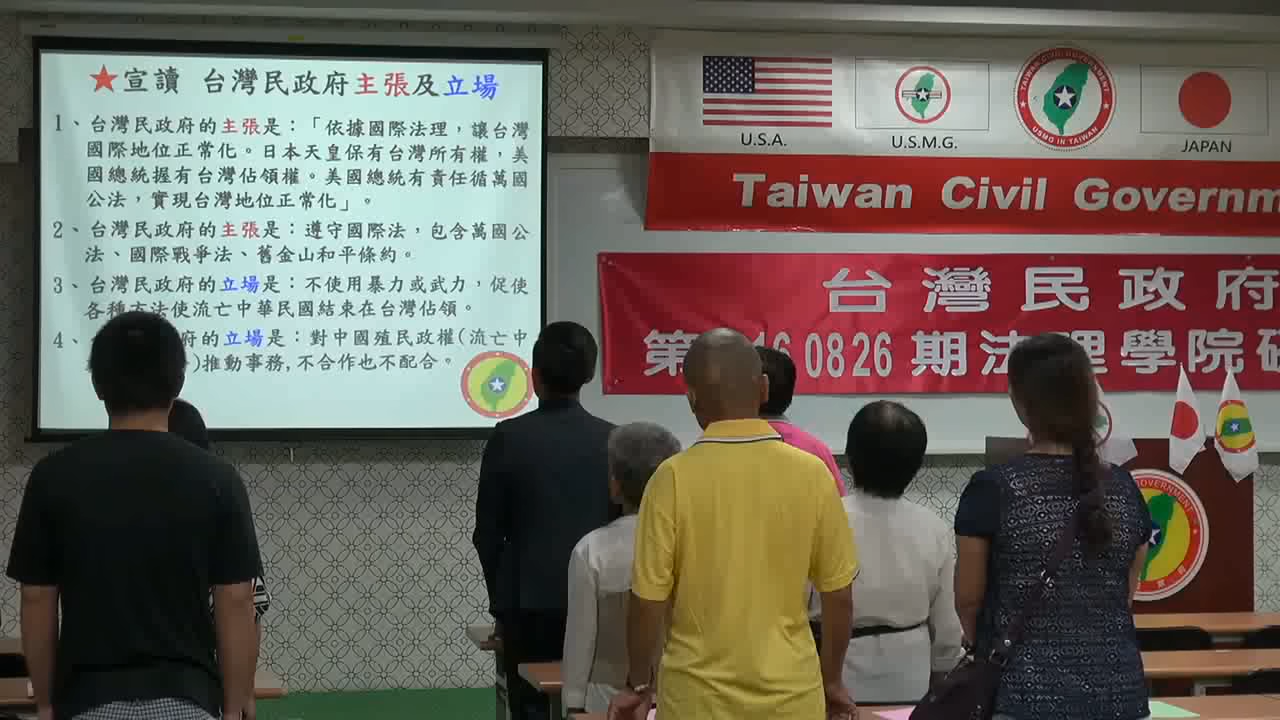 ★宣讀 台灣民政府主張及立場
1、台灣民政府的主張是：「依據國際法理，讓台灣
國際地位正常化。日本天皇保有台灣所有權，美
國總統握有台灣佔領權。美國總統有責任循萬國
公法，實現台灣地位正常化」。
2、台灣民政府的主張是：遵守國際法，包含萬國公
法、國際戰爭法、舊金山和平條約。
3、台灣民政府的立場是：不使用暴力或武力，促使
各種方法使流亡中華民國結束在台灣佔領。
4、府的立場是：對中國殖民政權(流亡中
)推動事務,不合作也不配合。
U.S.A.
U.S.M.G.
TAIWAN CIVIL GOVERNMENT
USMG IN TAIWAN
JAPAN
Taiwan Civil Governm
台灣民政府
第 16 0826 期法理學院研
GOVERNMENT